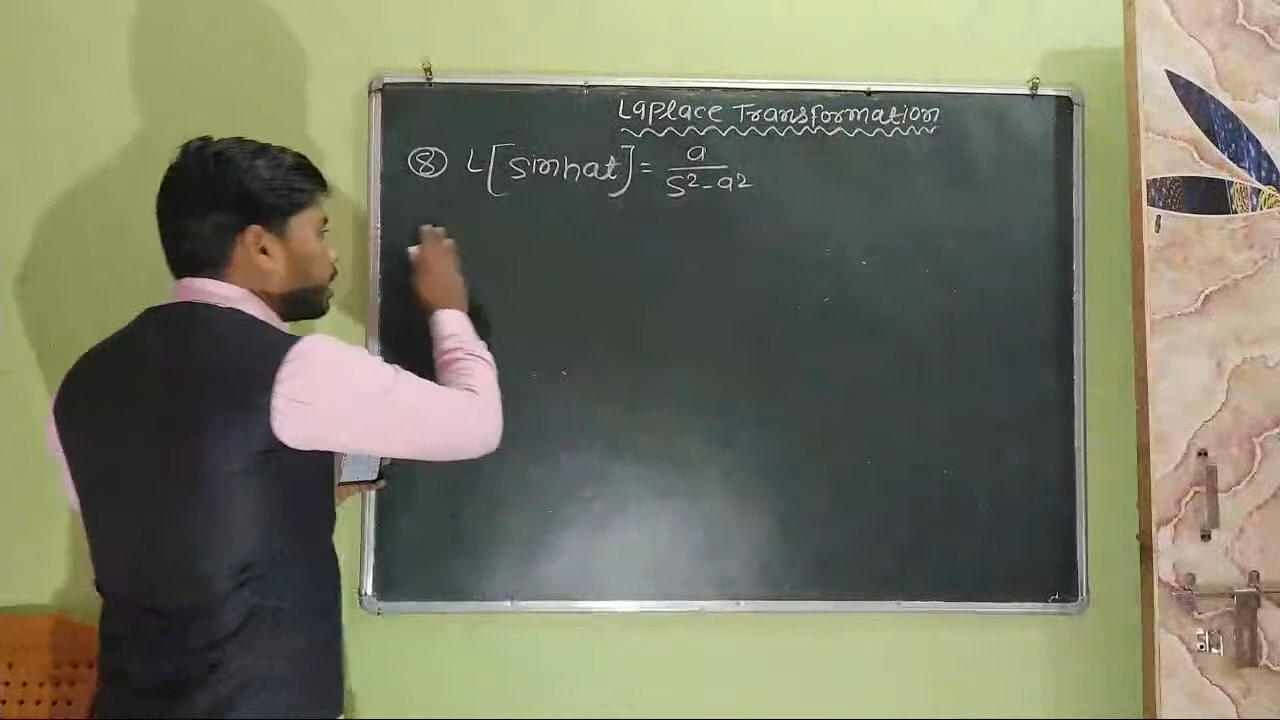 Laplace Transformation
⑧ L[sinhat] = a/s²-a²